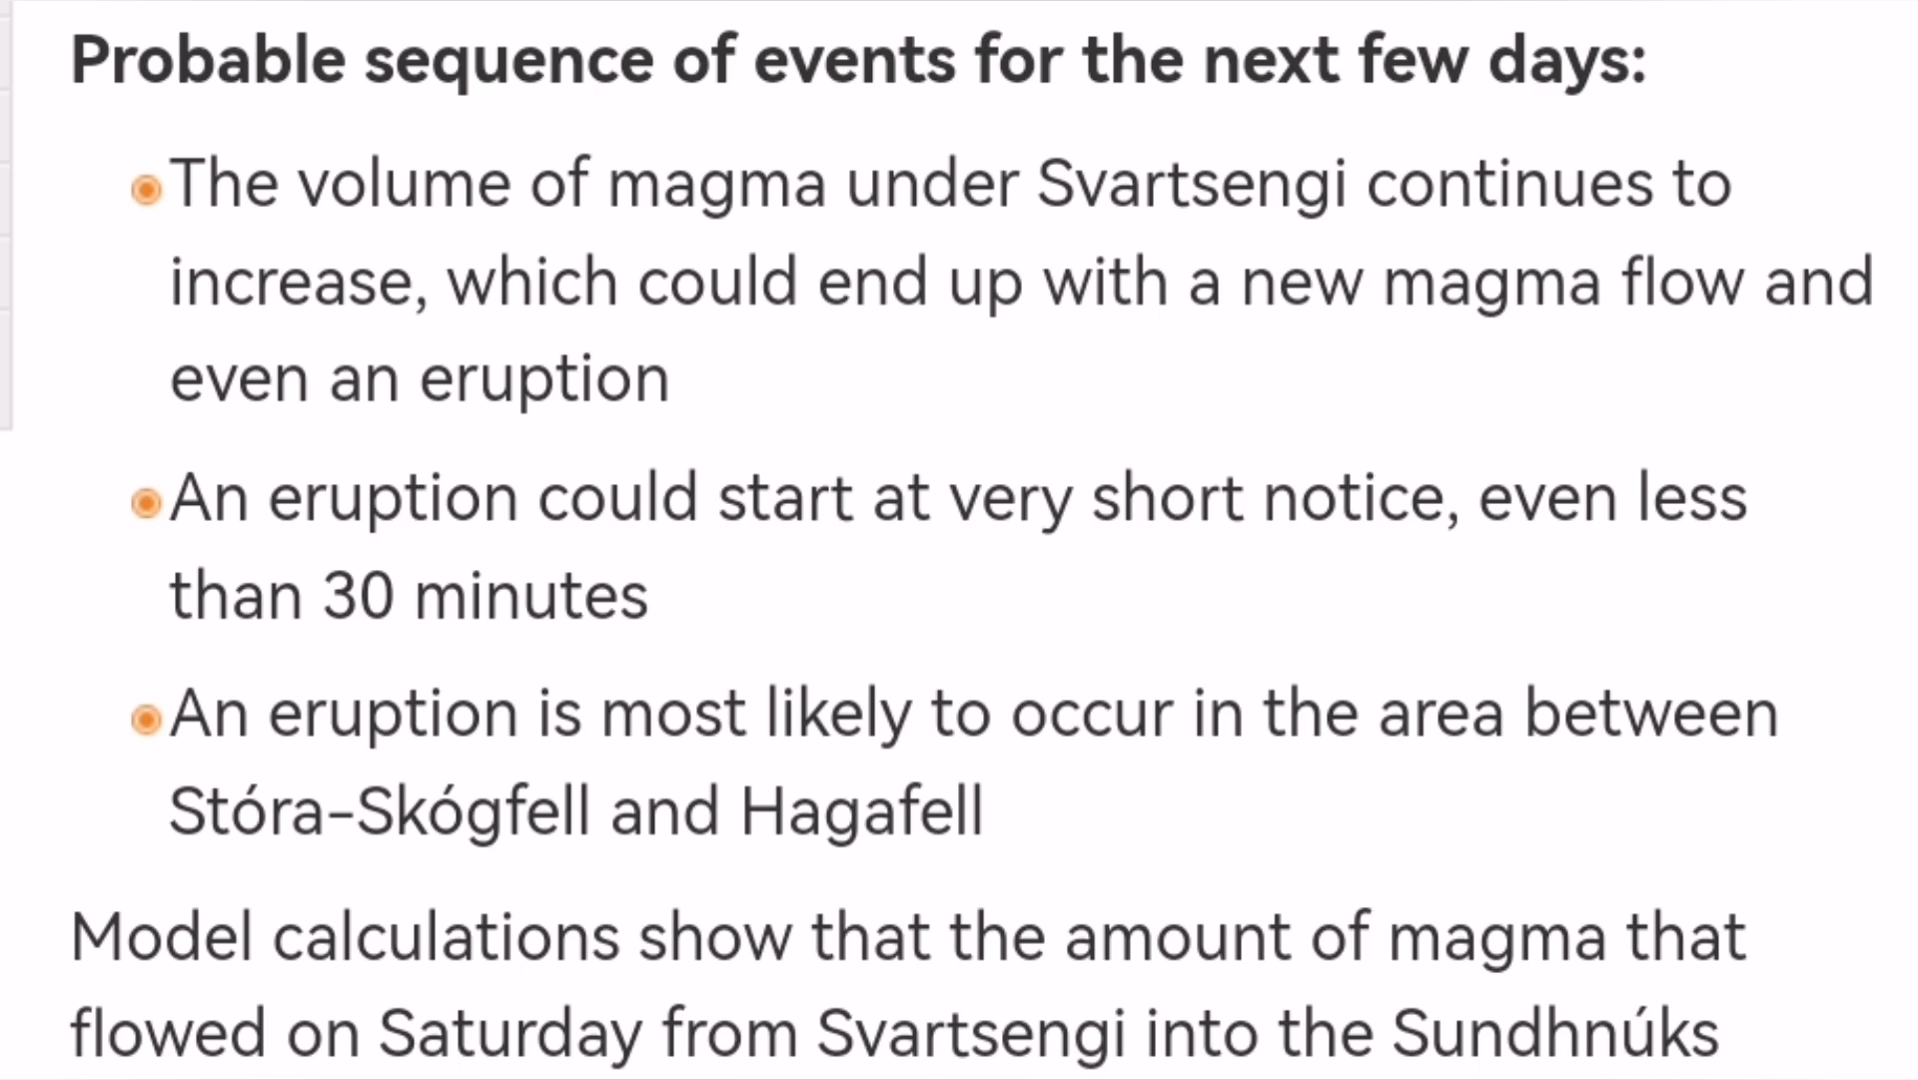 Probable sequence of events for the next few days:
The volume of magma under Svartsengi continues to
increase, which could end up with a new magma flow and
even an eruption
An eruption could start at very short notice, even less
than 30 minutes
An eruption is most likely to occur in the area between
Stóra-Skógfell and Hagafell
Model calculations show that the amount of magma that
flowed on Saturday from Svartsengi into the Sundhnúks